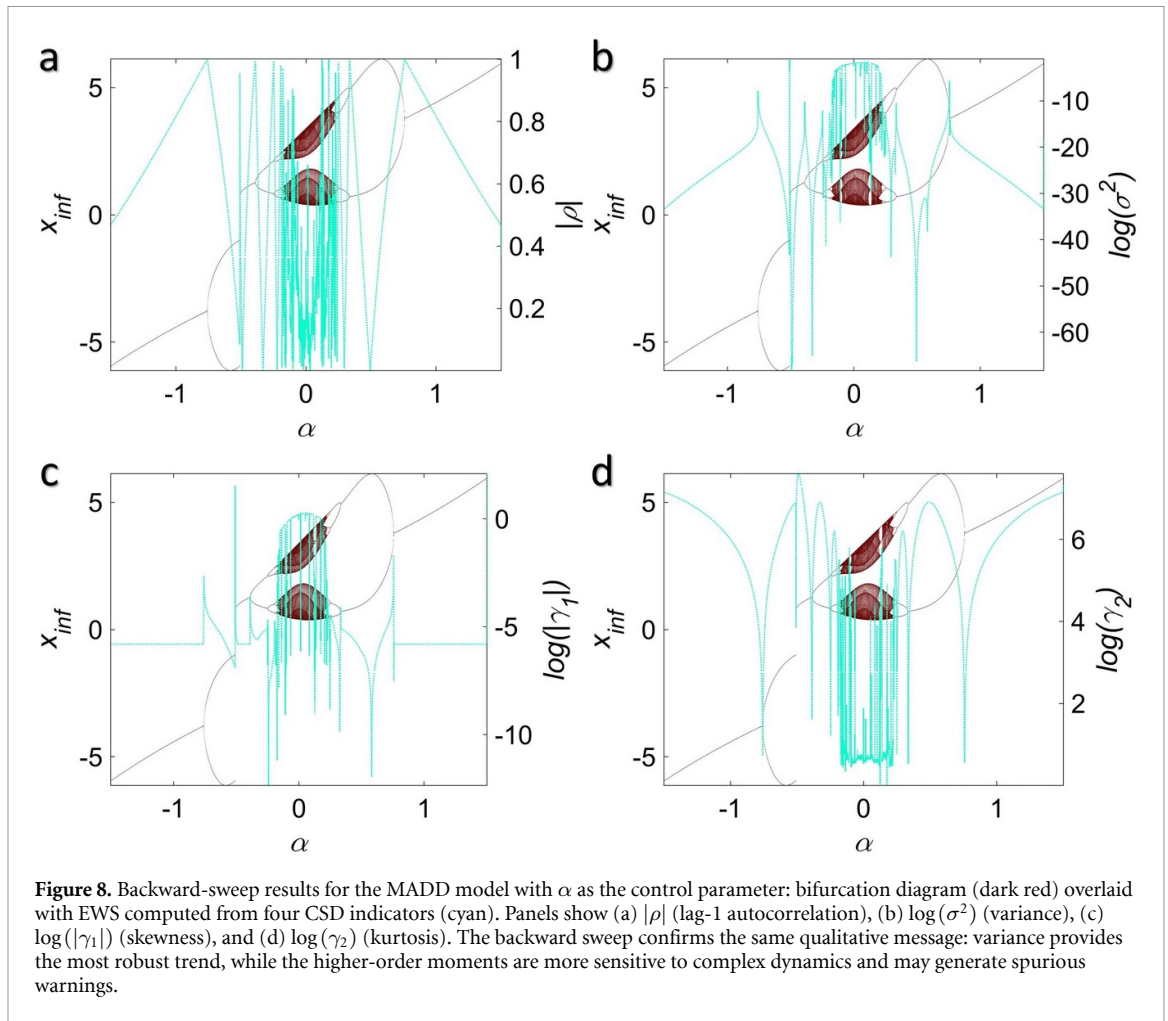 a
b
5
0
-5
x_inf
1
0.8
0.6
0.4
0.2
|ρ|
-1
0
1
α
5
0
-5
x_inf
-10
-20
-30
-40
-50
-60
log(σ²)
-1
0
1
α
c
d
5
0
-5
x_inf
0
-5
-10
log(|γ₁|)
-1
0
1
α
5
0
-5
x_inf
6
4
2
log(γ₂)
-1
0
1
α
Figure 8. Backward-sweep results for the MADD model with α as the control parameter: bifurcation diagram (dark red) overlaid
with EWS computed from four CSD indicators (cyan). Panels show (a) |ρ| (lag-1 autocorrelation), (b) log(σ²) (variance), (c)
log(|γ₁|) (skewness), and (d) log(γ₂) (kurtosis). The backward sweep confirms the same qualitative message: variance provides
the most robust trend, while the higher-order moments are more sensitive to complex dynamics and may generate spurious
warnings.